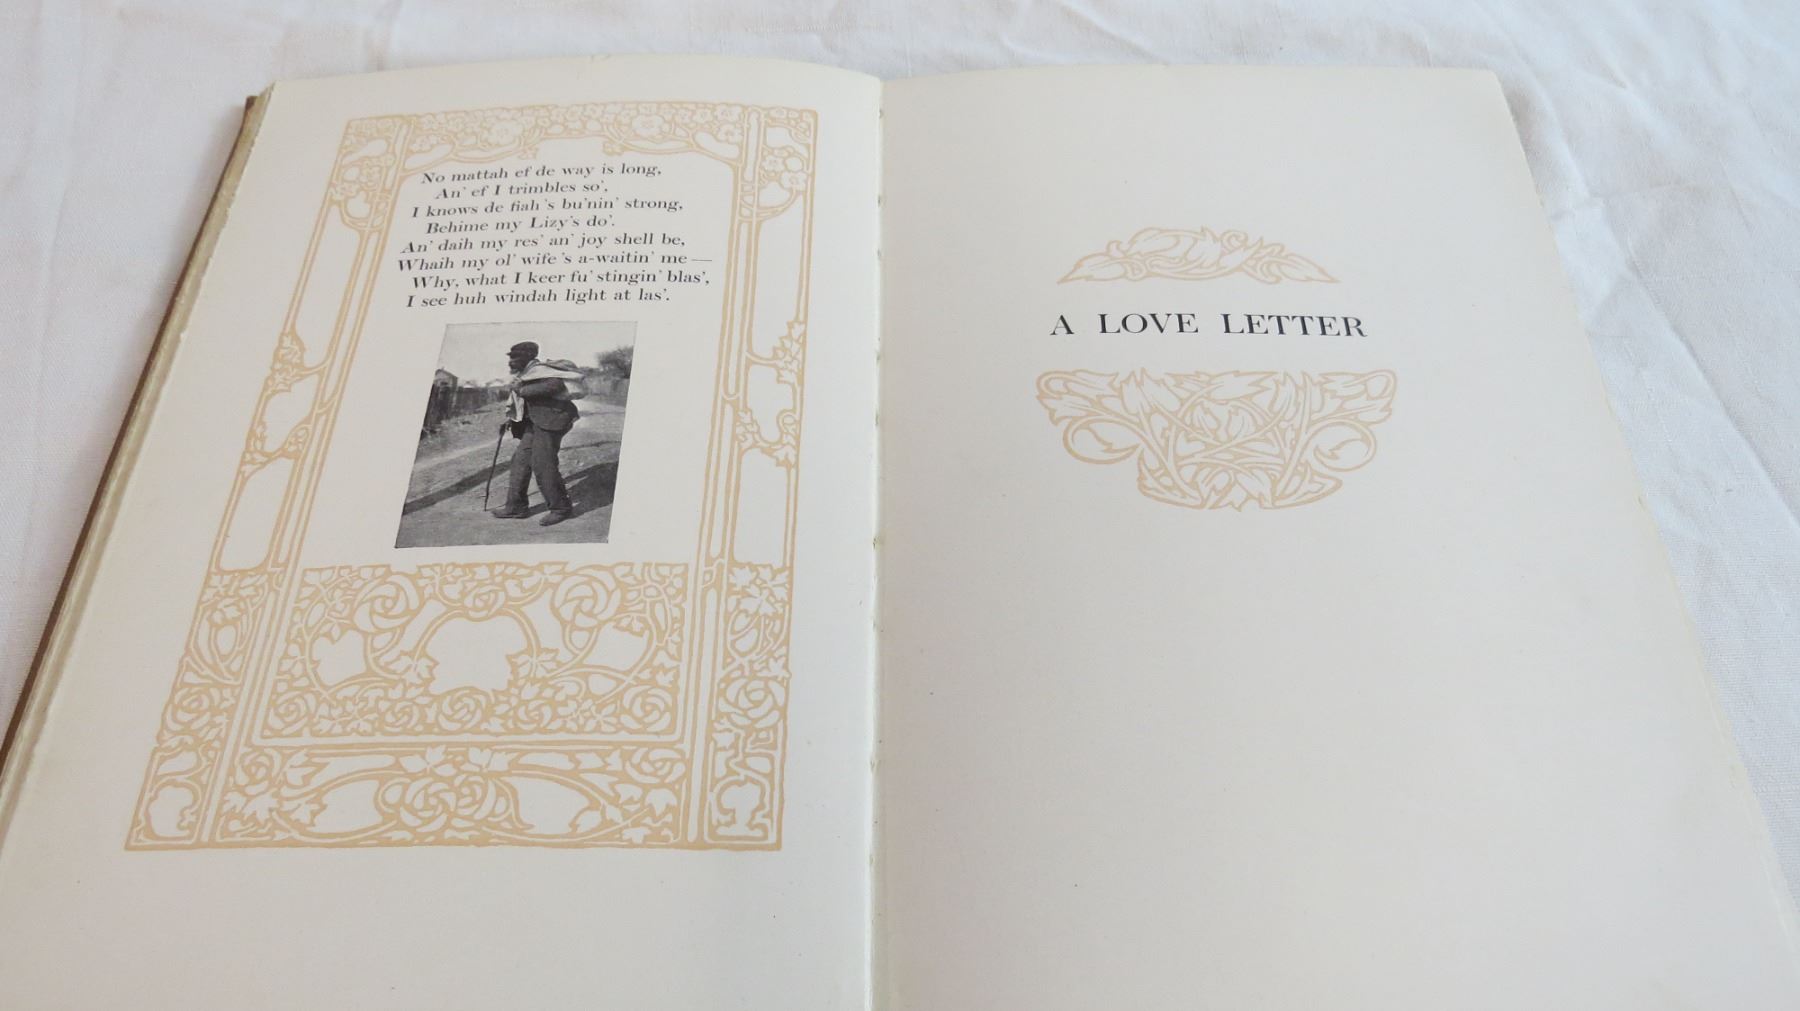 No mattah ef de way is long,
An' ef I trimbles so',
I knows de fiah 's bu'nin' strong,
Behime my Lizy's do'.
An' daih my res' an' joy shell be,
Whaih my ol' wife 's a-waitin' me —
Why, what I keer fu' stingin' blas',
I see huh windah light at las'.
A LOVE LETTER